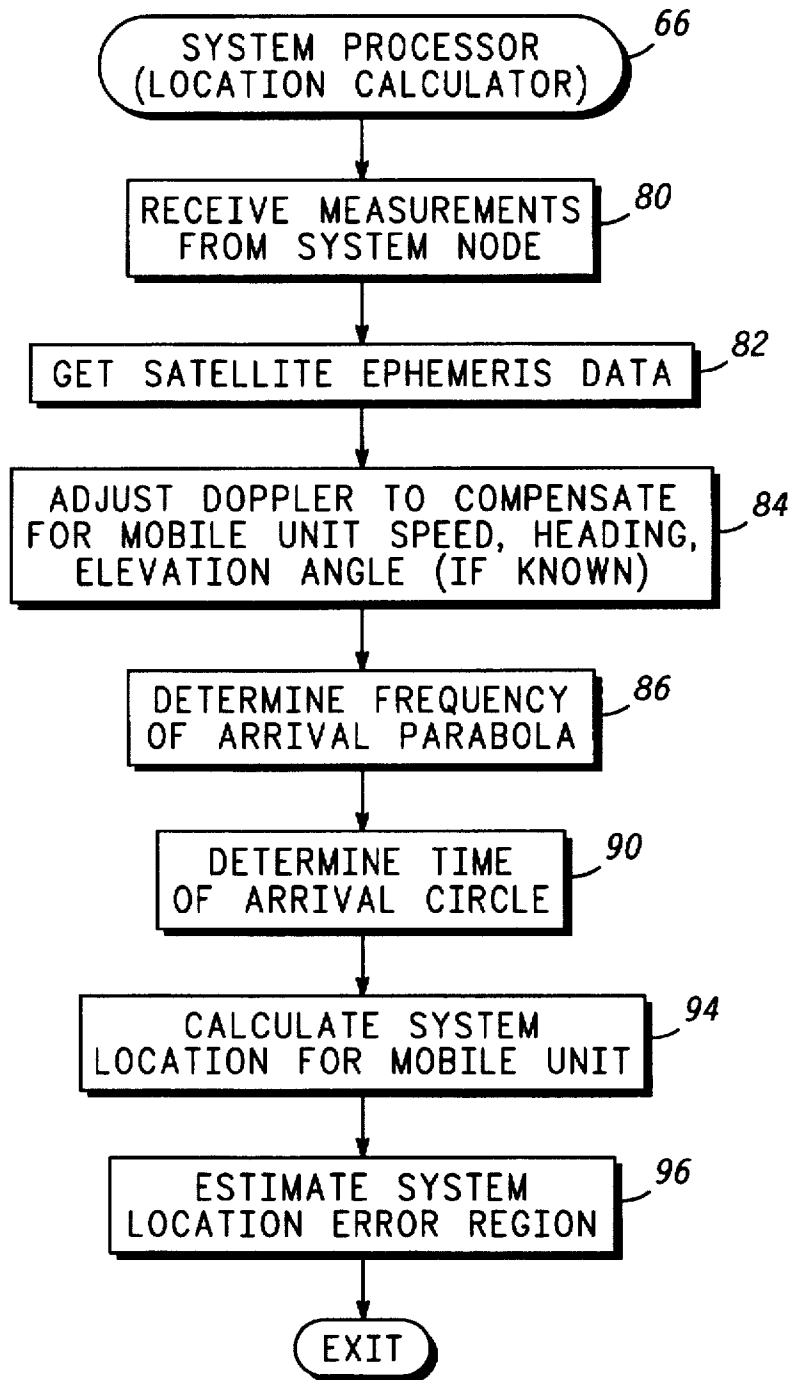 SYSTEM PROCESSOR
(LOCATION CALCULATOR)
66
RECEIVE MEASUREMENTS
FROM SYSTEM NODE
80
GET SATELLITE EPHEMERIS DATA
82
ADJUST DOPPLER TO COMPENSATE
FOR MOBILE UNIT SPEED, HEADING,
ELEVATION ANGLE (IF KNOWN)
84
DETERMINE FREQUENCY
OF ARRIVAL PARABOLA
86
DETERMINE TIME
OF ARRIVAL CIRCLE
90
CALCULATE SYSTEM
LOCATION FOR MOBILE UNIT
94
ESTIMATE SYSTEM
LOCATION ERROR REGION
96
EXIT